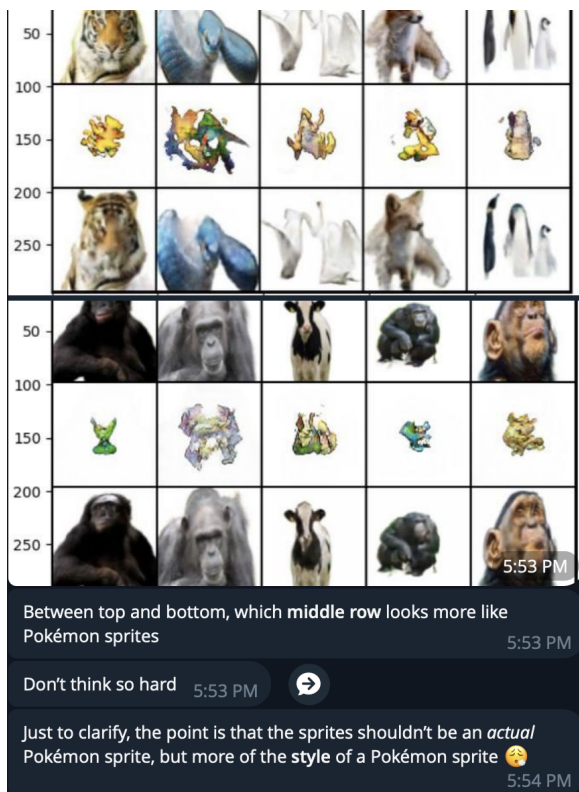 50
100
150
200
250
50
100
150
200
250
5:53 PM
Between top and bottom, which middle row looks more like
Pokémon sprites
5:53 PM
Don’t think so hard 5:53 PM
Just to clarify, the point is that the sprites shouldn’t be an actual
Pokémon sprite, but more of the style of a Pokémon sprite 😮‍💨
5:54 PM